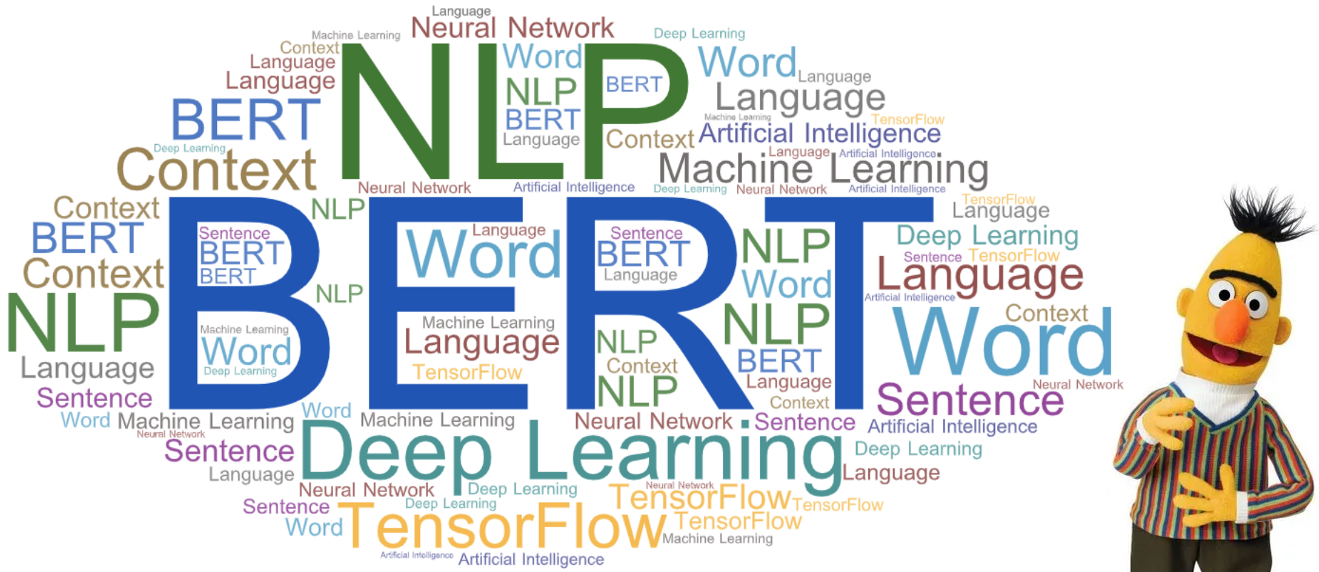 Language
Machine Learning Neural Network Deep Learning
Context NLP Word Word
Language Language
Language NLP BERT Language
BERT BERT Machine Learning TensorFlow
Deep Learning Language Context Artificial Intelligence
Context Language Artificial Intelligence
Machine Learning
Neural Network Artificial Intelligence Deep Learning Neural Network Artificial Intelligence
Context NLP BERT TensorFlow
Language
BERT Sentence Word Language Sentence NLP Deep Learning
BERT BERT Sentence TensorFlow
Context BERT Language Word Language
NLP NLP Artificial Intelligence
NLP Word Context
Machine Learning Machine Learning
Word Language NLP BERT
Language Deep Learning TensorFlow Context Language
Sentence NLP Context Sentence Neural Network
Word Machine Learning Word Machine Learning Neural Network Sentence Artificial Intelligence
Neural Network
Sentence Deep Learning Deep Learning
Language Language
Neural Network Deep Learning Neural Network TensorFlow
Sentence Deep Learning TensorFlow
Word TensorFlow TensorFlow
Machine Learning
Artificial Intelligence Artificial Intelligence